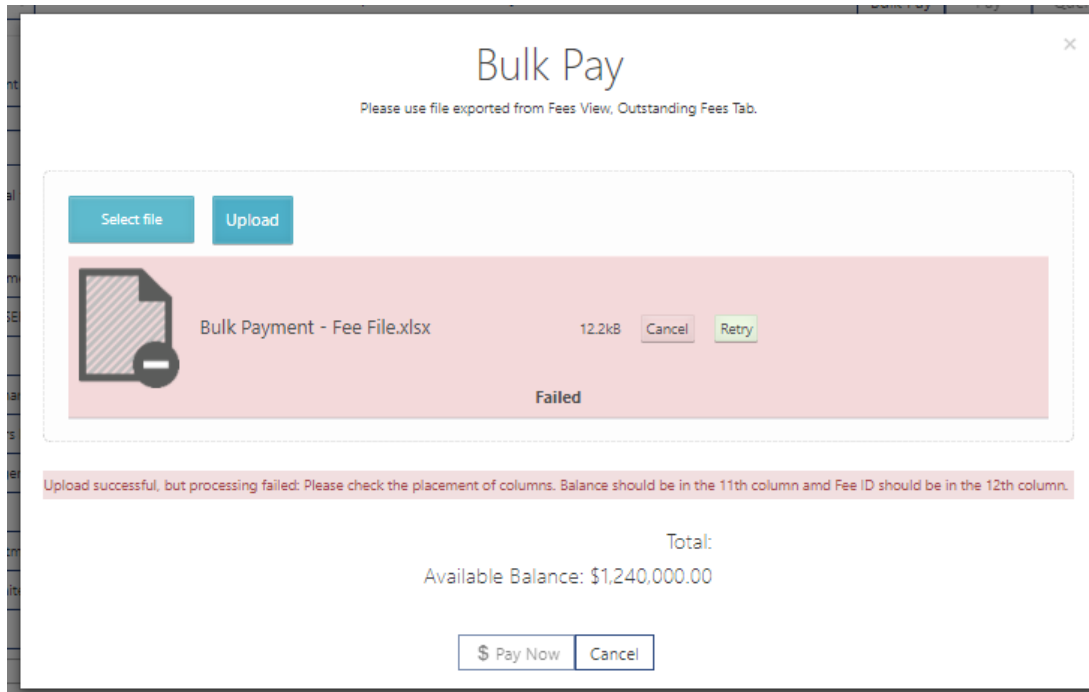 Bulk Pay
×
Please use file exported from Fees View, Outstanding Fees Tab.
Select file
Upload
Bulk Payment - Fee File.xlsx
12.2kB
Cancel
Retry
Failed
Upload successful, but processing failed: Please check the placement of columns. Balance should be in the 11th column amd Fee ID should be in the 12th column.
Total:
Available Balance: $1,240,000.00
$ Pay Now
Cancel